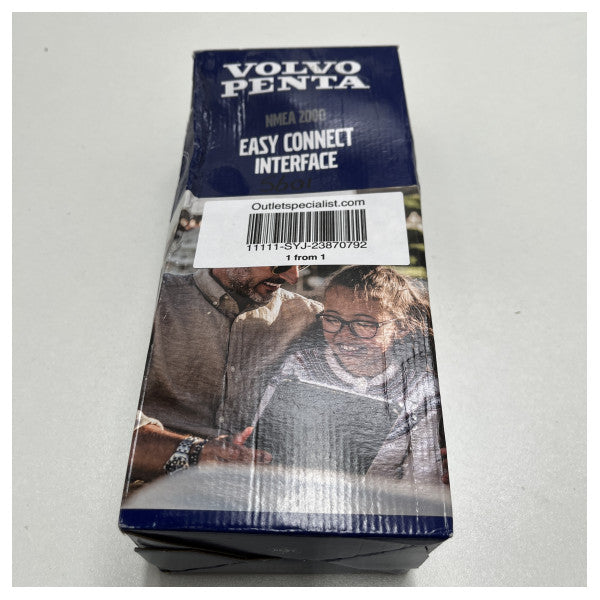 VOLVO
PENTA
NMEA 2000
EASY CONNECT
INTERFACE
Outletspecialist.com
11111-SYJ-23870792
1 from 1